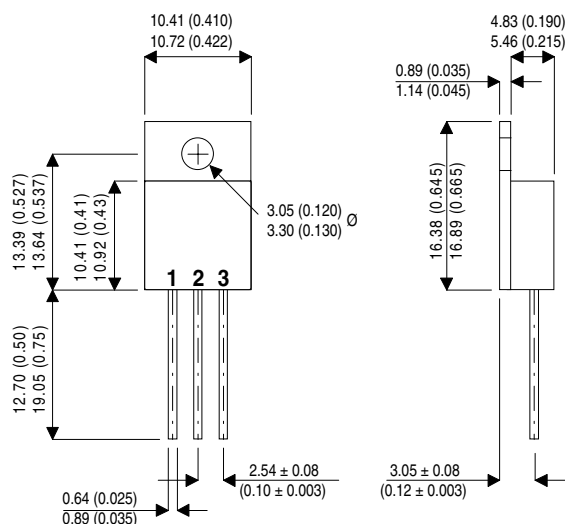 10.41 (0.410)
10.72 (0.422)
4.83 (0.190)
5.46 (0.215)
0.89 (0.035)
1.14 (0.045)
13.39 (0.527)
13.64 (0.537)
10.41 (0.41)
10.92 (0.43)
3.05 (0.120)
3.30 (0.130) Ø
16.38 (0.645)
16.89 (0.665)
1 2 3
12.70 (0.50)
19.05 (0.75)
2.54 ± 0.08
(0.10 ± 0.003)
3.05 ± 0.08
(0.12 ± 0.003)
0.64 (0.025)
0.89 (0.035)